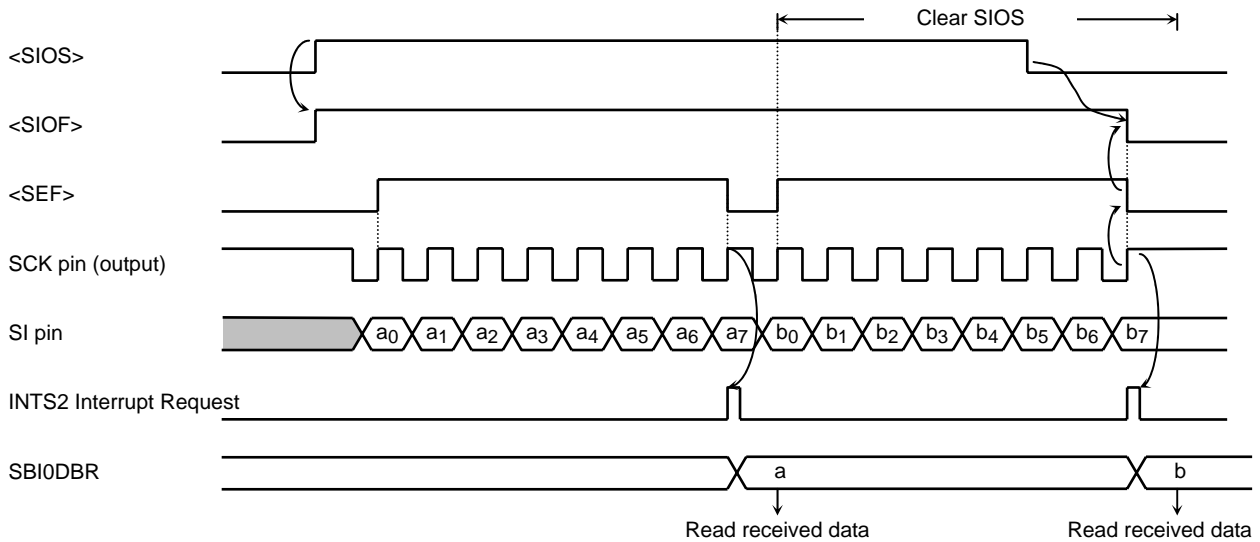 Clear SIOS
<SIOS>
<SIOF>
<SEF>
SCK pin (output)
SI pin
a0 a1 a2 a3 a4 a5 a6 a7 b0 b1 b2 b3 b4 b5 b6 b7
INTS2 Interrupt Request
SBI0DBR
a
b
Read received data
Read received data